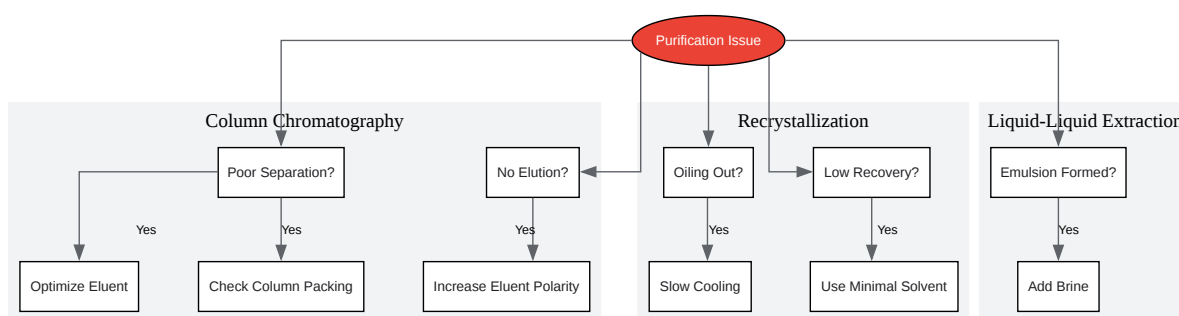 Purification Issue
Column Chromatography
Recrystallization
Liquid-Liquid Extraction
Poor Separation?
No Elution?
Oiling Out?
Low Recovery?
Emulsion Formed?
Yes
Yes
Yes
Yes
Yes
Yes
Optimize Eluent
Check Column Packing
Increase Eluent Polarity
Slow Cooling
Use Minimal Solvent
Add Brine